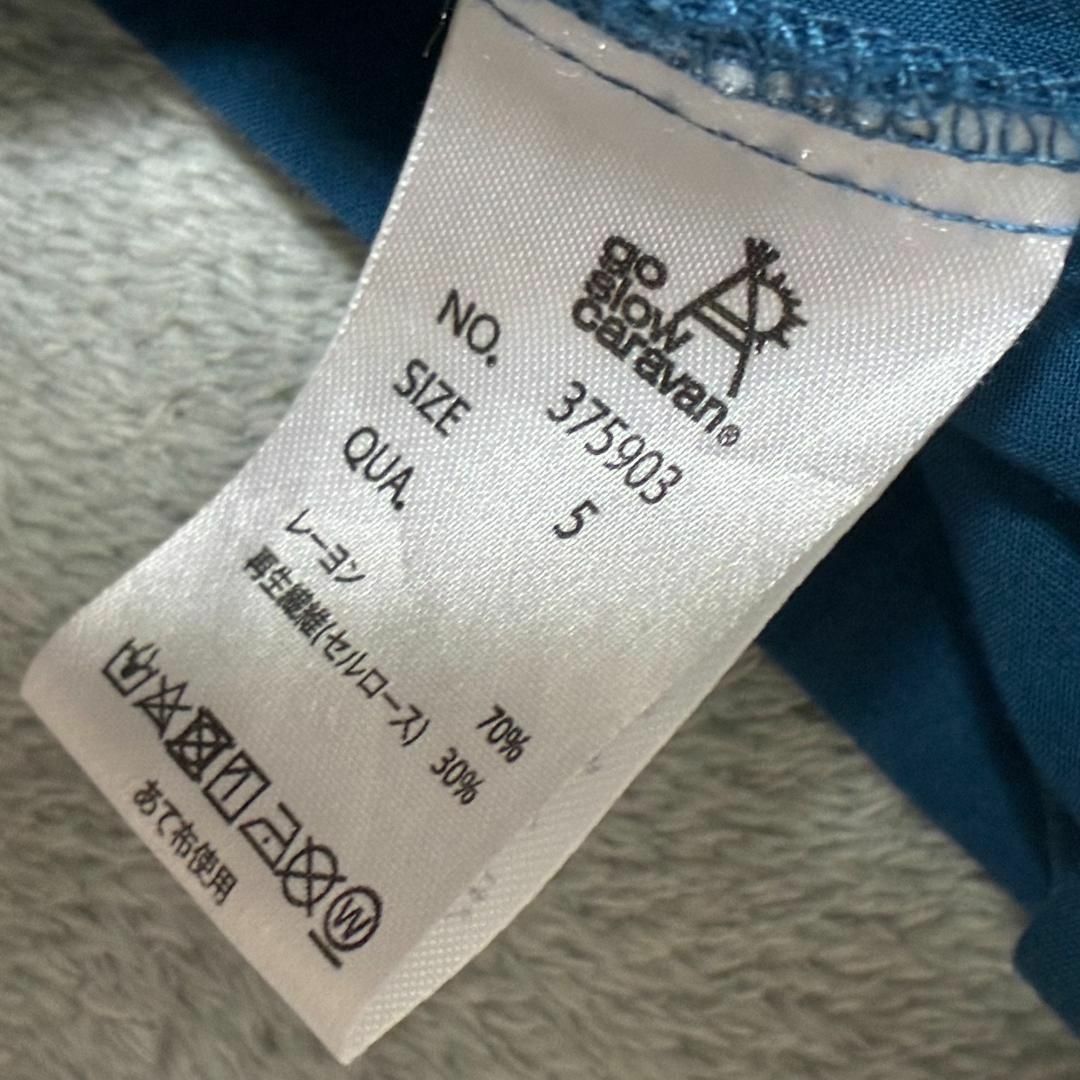 go
slow
caravan®
NO. 375903
SIZE 5
QUA.
レーヨン 70%
再生繊維(セルロース) 30%
W
あて布使用